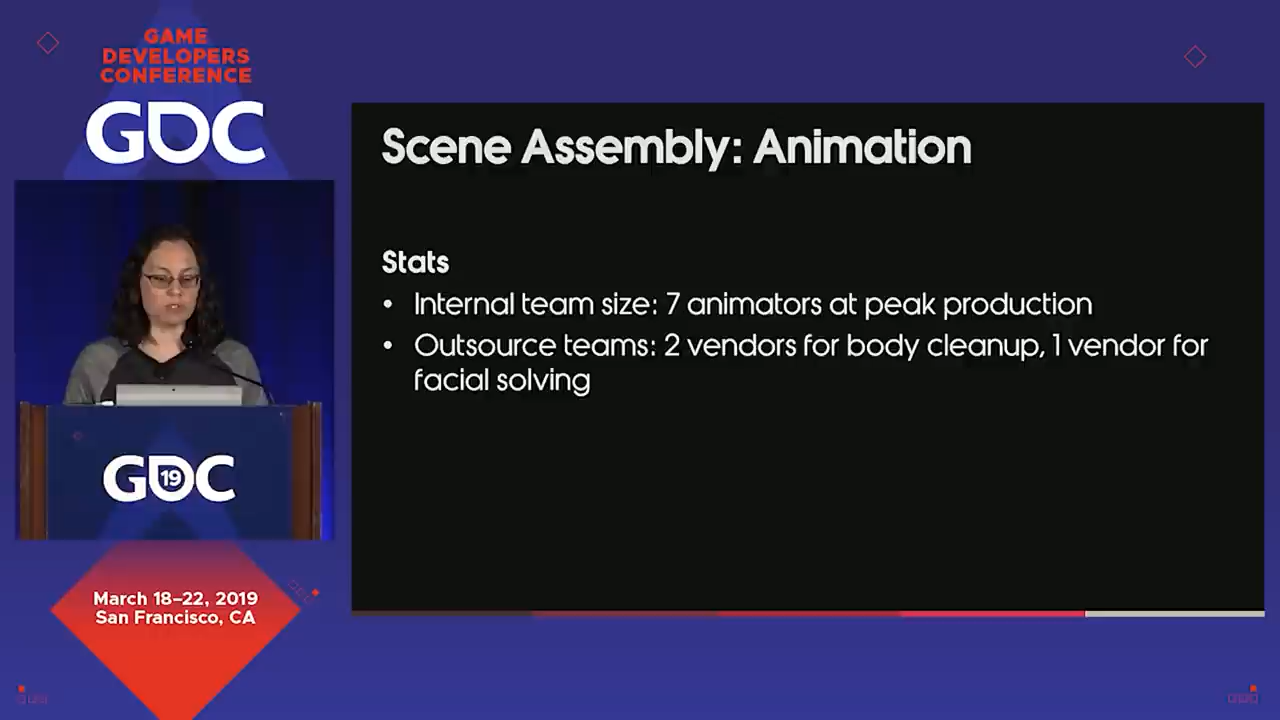 GAME
DEVELOPERS
CONFERENCE
GDC
GDC
19
March 18–22, 2019
San Francisco, CA
Scene Assembly: Animation
Stats
• Internal team size: 7 animators at peak production
• Outsource teams: 2 vendors for body cleanup, 1 vendor for
facial solving